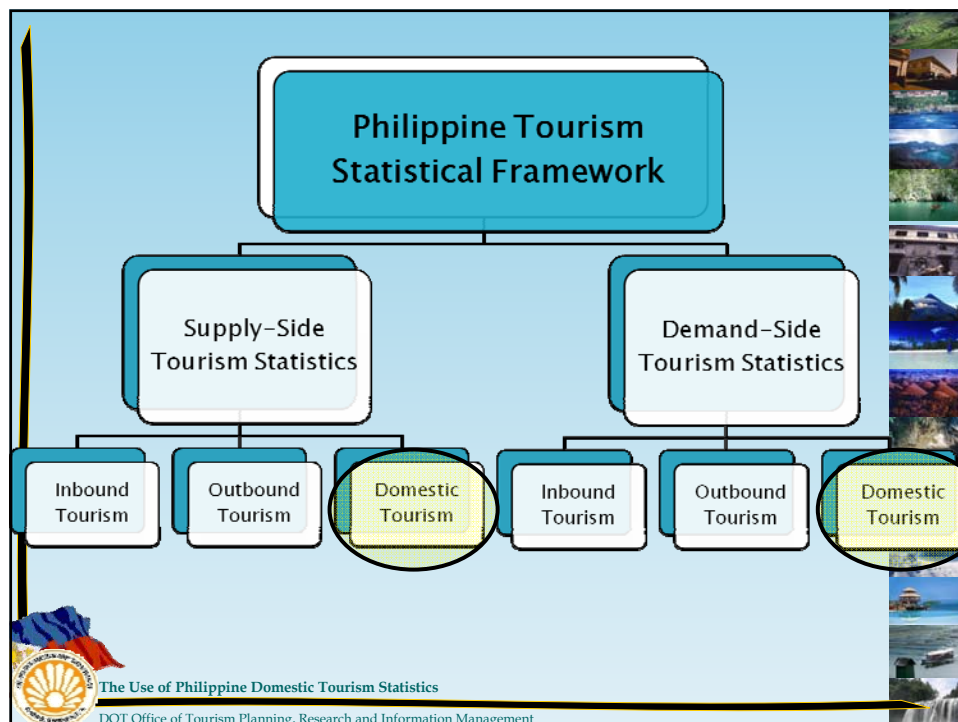 Philippine Tourism
Statistical Framework
Supply-Side
Tourism Statistics
Demand-Side
Tourism Statistics
Inbound
Tourism
Outbound
Tourism
Domestic
Tourism
Inbound
Tourism
Outbound
Tourism
Domestic
Tourism
The Use of Philippine Domestic Tourism Statistics
DOT Office of Tourism Planning, Research and Information Management